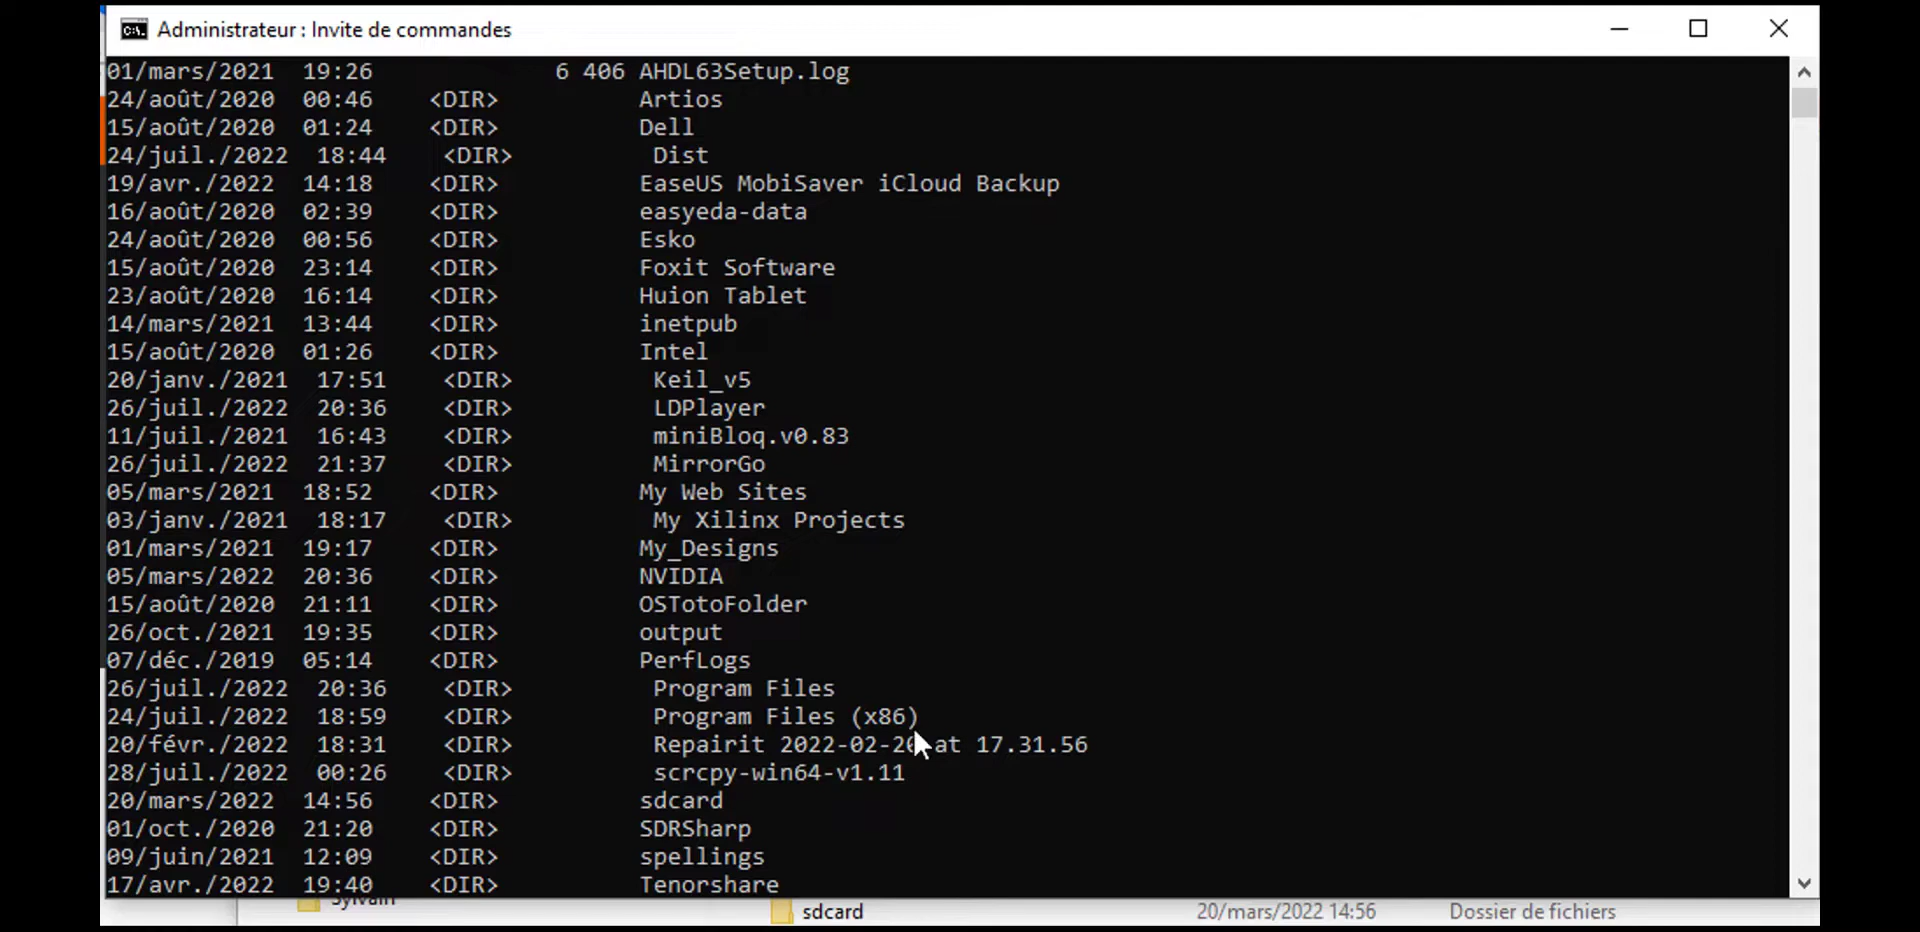 Administrateur : Invite de commandes
01/mars/2021  19:26             6 406 AHDL63Setup.log
24/août/2020  00:46    <DIR>          Artios
15/août/2020  01:24    <DIR>          Dell
24/juil./2022  18:44    <DIR>          Dist
19/avr./2022  14:18    <DIR>          EaseUS MobiSaver iCloud Backup
16/août/2020  02:39    <DIR>          easyeda-data
24/août/2020  00:56    <DIR>          Esko
15/août/2020  23:14    <DIR>          Foxit Software
23/août/2020  16:14    <DIR>          Huion Tablet
14/mars/2021  13:44    <DIR>          inetpub
15/août/2020  01:26    <DIR>          Intel
20/janv./2021  17:51    <DIR>          Keil_v5
26/juil./2022  20:36    <DIR>          LDPlayer
11/juil./2021  16:43    <DIR>          miniBloq.v0.83
26/juil./2022  21:37    <DIR>          MirrorGo
05/mars/2021  18:52    <DIR>          My Web Sites
03/janv./2021  18:17    <DIR>          My Xilinx Projects
01/mars/2021  19:17    <DIR>          My_Designs
05/mars/2022  20:36    <DIR>          NVIDIA
15/août/2020  21:11    <DIR>          OSTotoFolder
26/oct./2021  19:35    <DIR>          output
07/déc./2019  05:14    <DIR>          PerfLogs
26/juil./2022  20:36    <DIR>          Program Files
24/juil./2022  18:59    <DIR>          Program Files (x86)
20/févr./2022  18:31    <DIR>          Repairit 2022-02-20 at 17.31.56
28/juil./2022  00:26    <DIR>          scrcpy-win64-v1.11
20/mars/2022  14:56    <DIR>          sdcard
01/oct./2020  21:20    <DIR>          SDRSharp
09/juin/2021  12:09    <DIR>          spellings
17/avr./2022  19:40    <DIR>          Tenorshare
Sylvain
sdcard 20/mars/2022 14:56 Dossier de fichiers